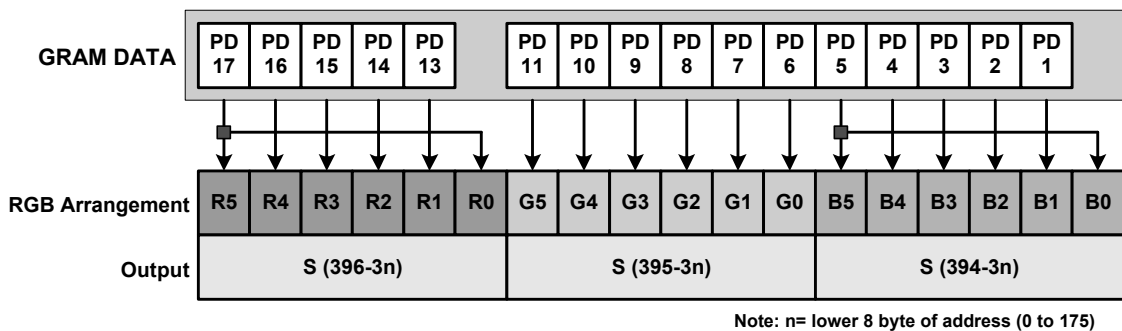 GRAM DATA
PD PD PD PD PD PD PD PD PD PD PD PD PD PD PD PD
17 16 15 14 13 11 10 9 8 7 6 5 4 3 2 1
RGB Arrangement R5 R4 R3 R2 R1 R0 G5 G4 G3 G2 G1 G0 B5 B4 B3 B2 B1 B0
Output S (396-3n) S (395-3n) S (394-3n)
Note: n= lower 8 byte of address (0 to 175)